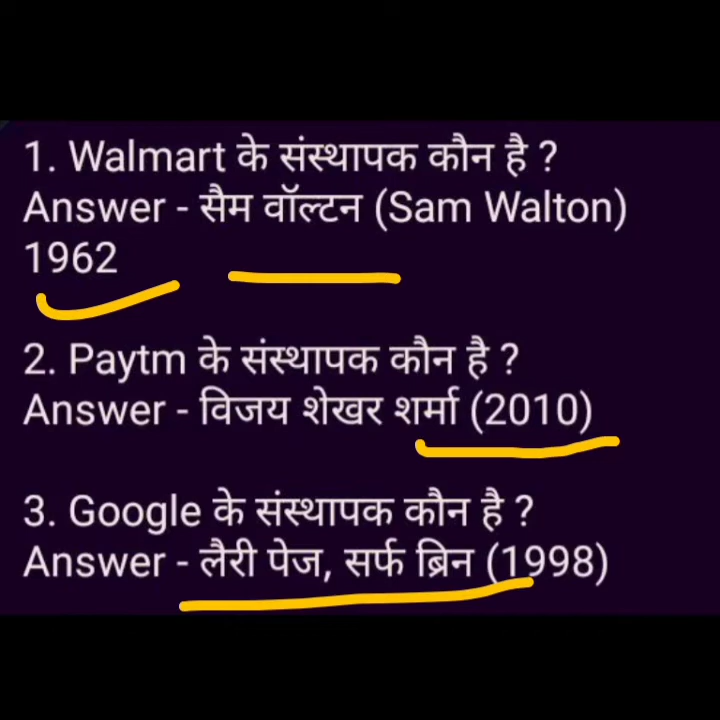 1. Walmart के संस्थापक कौन है ?
Answer - सैम वॉल्टन (Sam Walton)
1962
2. Paytm के संस्थापक कौन है ?
Answer - विजय शेखर शर्मा (2010)
3. Google के संस्थापक कौन है ?
Answer - लैरी पेज, सर्फ ब्रिन (1998)